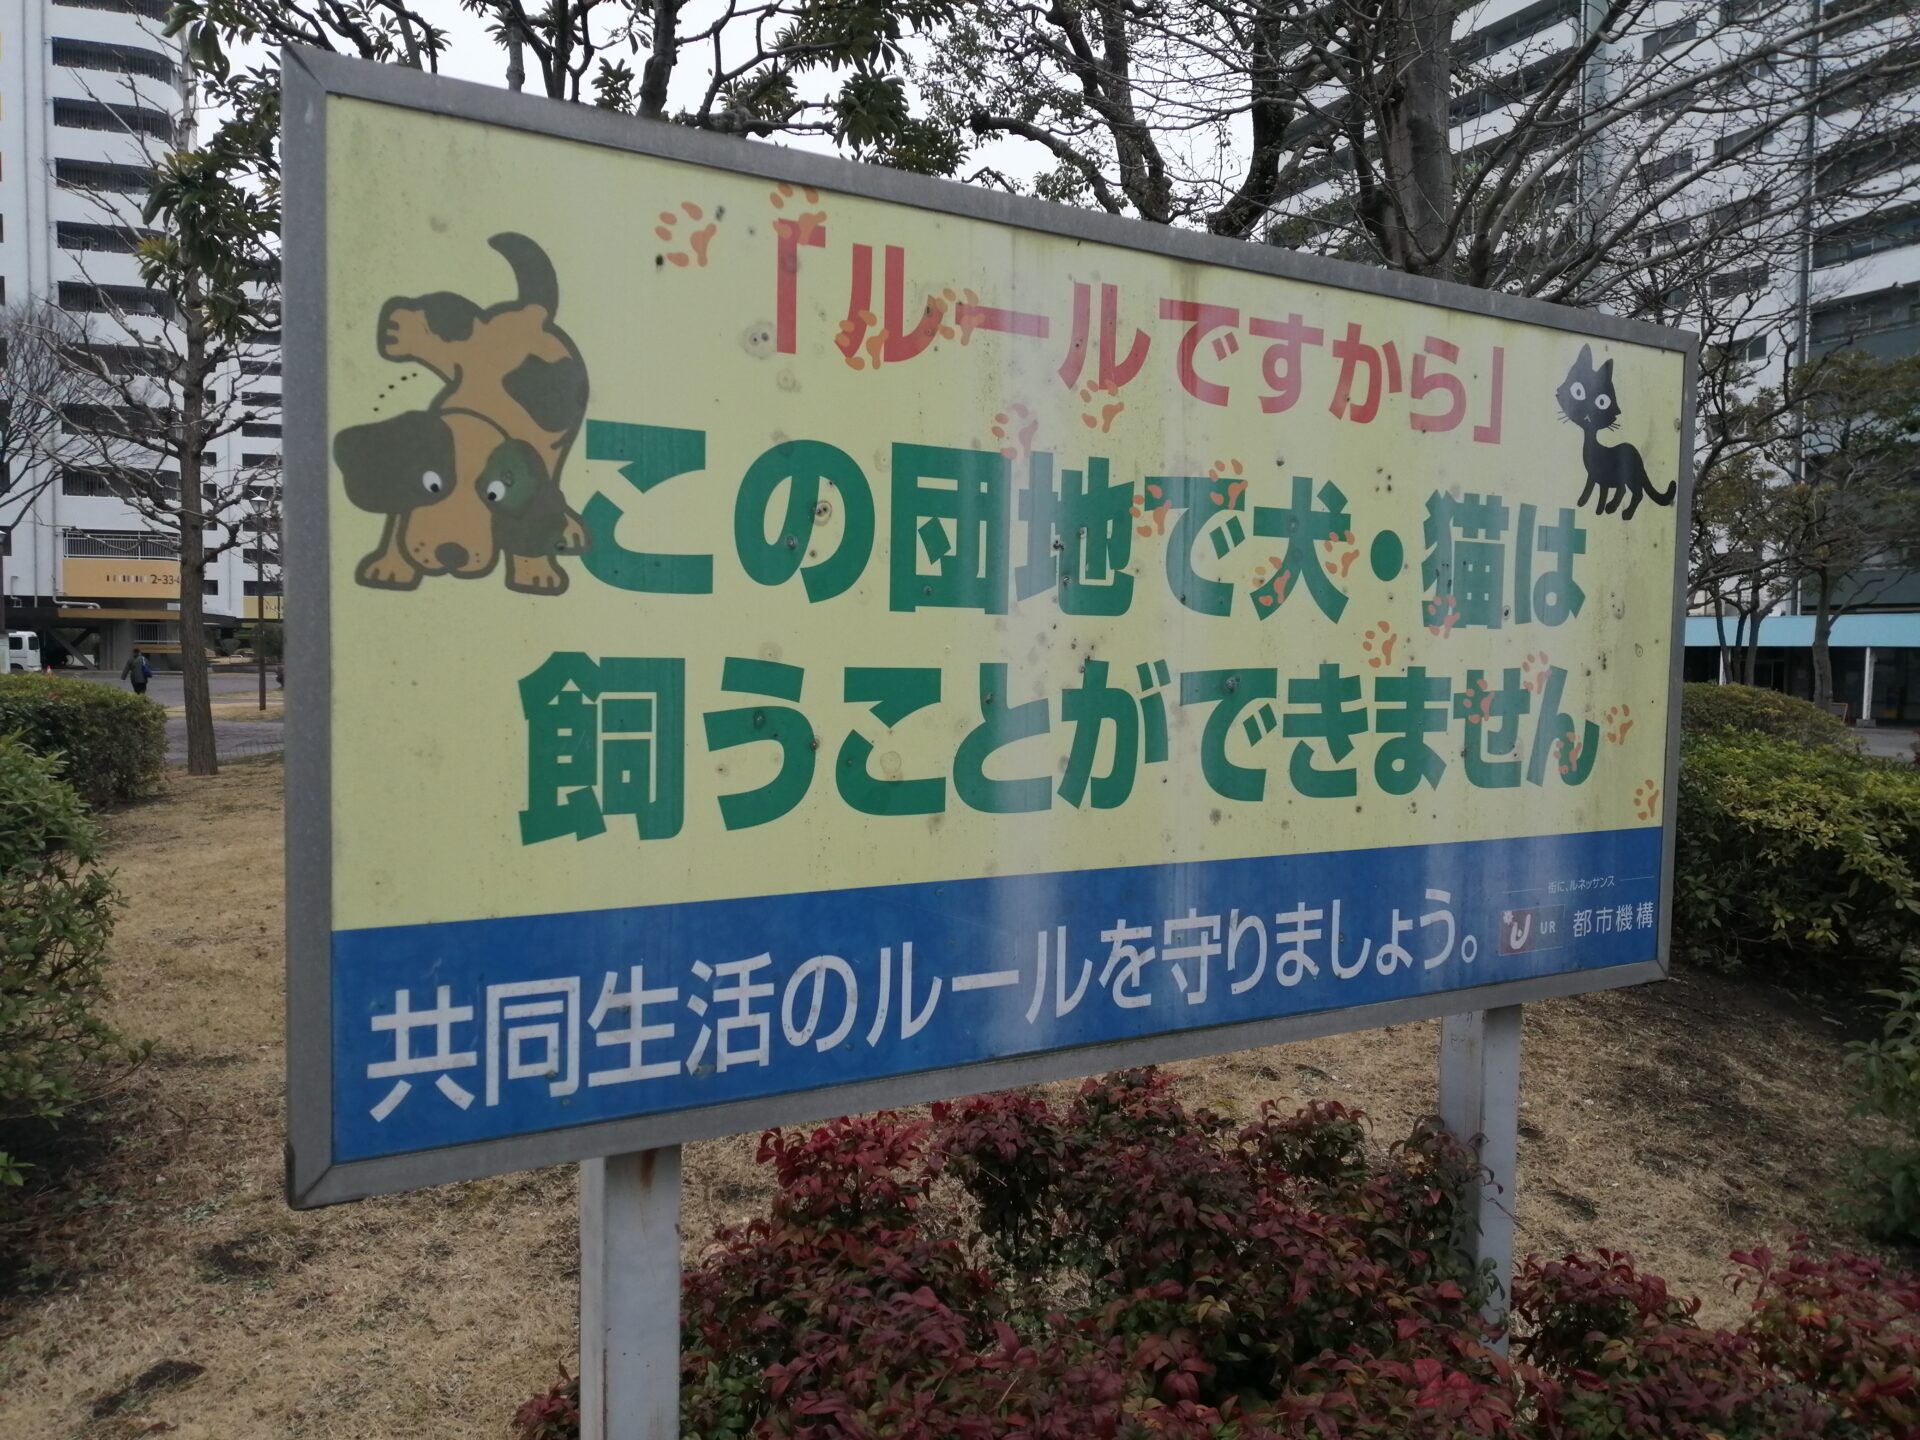 「ルールですから」
この団地で犬・猫は
飼うことができません
共同生活のルールを守りましょう。
街に、ルネッサンス
UR 都市機構
2-33-